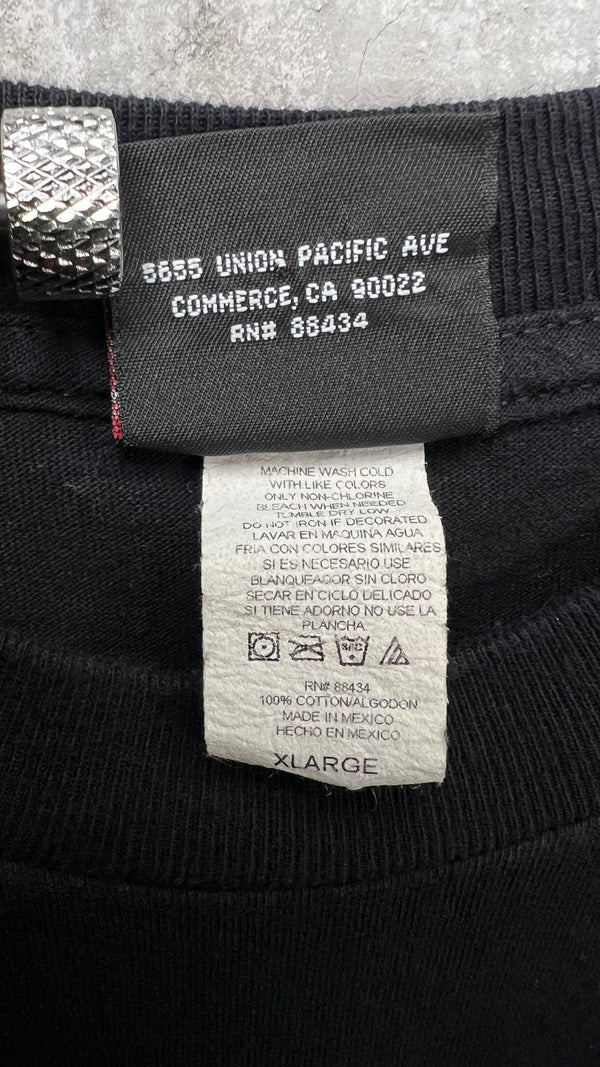 5655 UNION PACIFIC AVE
COMMERCE, CA 90022
RN# 88434
MACHINE WASH COLD
WITH LIKE COLORS
ONLY NON-CHLORINE
BLEACH WHEN NEEDED
TUMBLE DRY LOW
DO NOT IRON IF DECORATED
LAVAR EN MAQUINA AGUA
FRIA CON COLORES SIMILARES
SI ES NECESARIO USE
BLANQUEADOR SIN CLORO
SECAR EN CICLO DELICADO
SI TIENE ADORNO NO USE LA
PLANCHA
RN# 88434
100% COTTON/ALGODON
MADE IN MEXICO
HECHO EN MEXICO
XLARGE